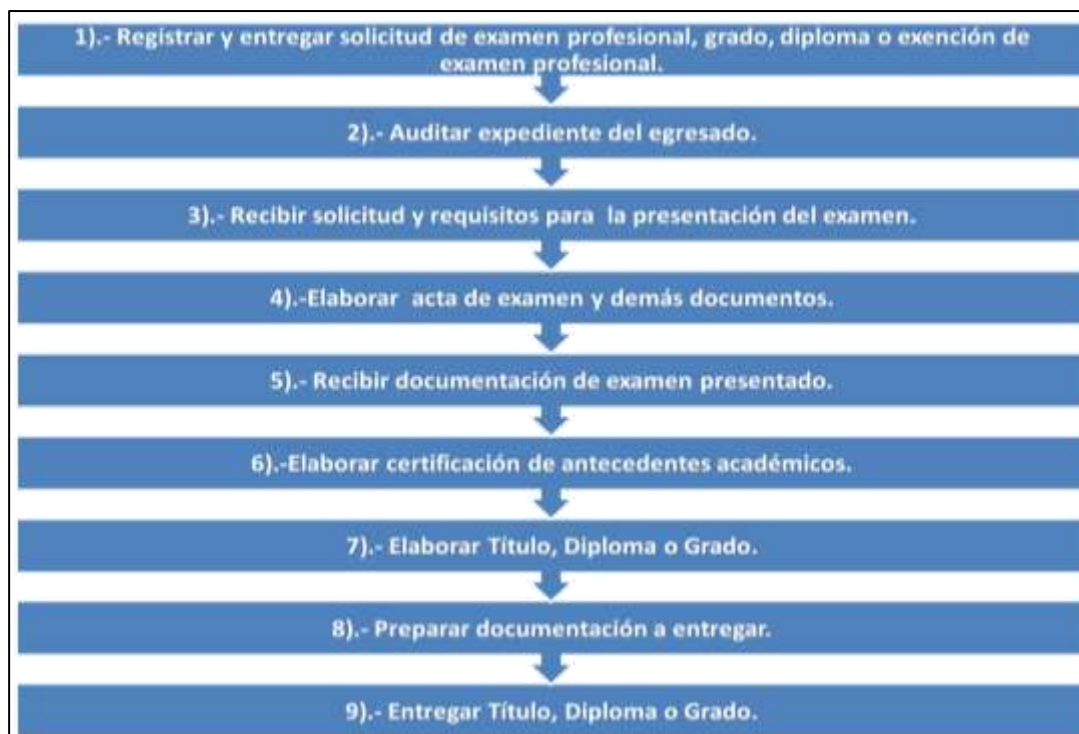 1).- Registrar y entregar solicitud de examen profesional, grado, diploma o exención de
examen profesional.
2).- Auditar expediente del egresado.
3).- Recibir solicitud y requisitos para la presentación del examen.
4).-Elaborar acta de examen y demás documentos.
5).- Recibir documentación de examen presentado.
6).-Elaborar certificación de antecedentes académicos.
7).- Elaborar Título, Diploma o Grado.
8).- Preparar documentación a entregar.
9).- Entregar Título, Diploma o Grado.